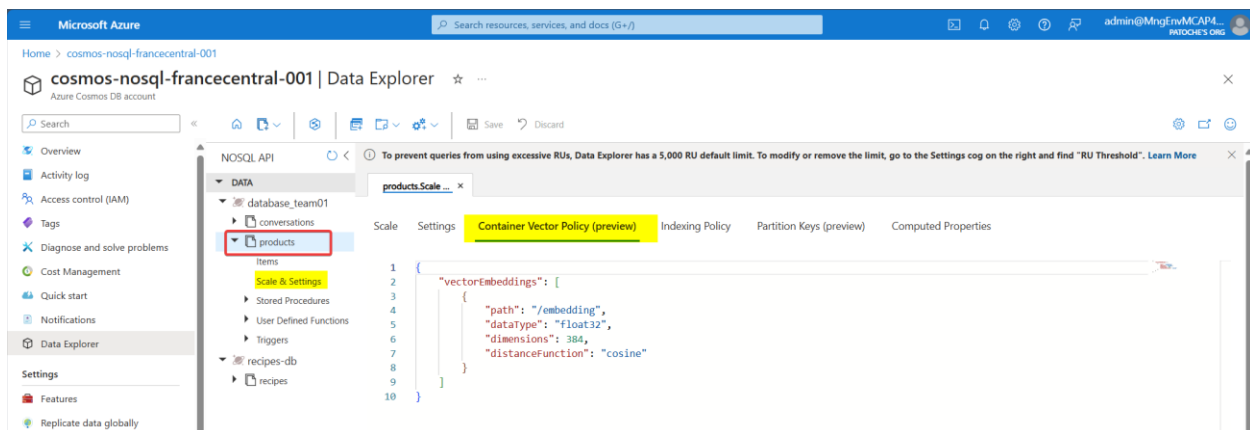 Microsoft Azure
Search resources, services, and docs (G+/)
admin@MngEnvMCAP4...
PATOCHE'S ORG
Home > cosmos-nosql-francecentral-001
cosmos-nosql-francecentral-001 | Data Explorer
Azure Cosmos DB account
Search
Save Discard
Overview
Activity log
Access control (IAM)
Tags
Diagnose and solve problems
Cost Management
Quick start
Notifications
Data Explorer
Settings
Features
Replicate data globally
NOSQL API
DATA
database_team01
conversations
products
Items
Scale & Settings
Stored Procedures
User Defined Functions
Triggers
recipes-db
recipes
To prevent queries from using excessive RUs, Data Explorer has a 5,000 RU default limit. To modify or remove the limit, go to the Settings cog on the right and find "RU Threshold". Learn More
products.Scale ...
Scale Settings Container Vector Policy (preview) Indexing Policy Partition Keys (preview) Computed Properties
1 {
2 "vectorEmbeddings": [
3 {
4 "path": "/embedding",
5 "dataType": "float32",
6 "dimensions": 384,
7 "distanceFunction": "cosine"
8 }
9 ]
10 }